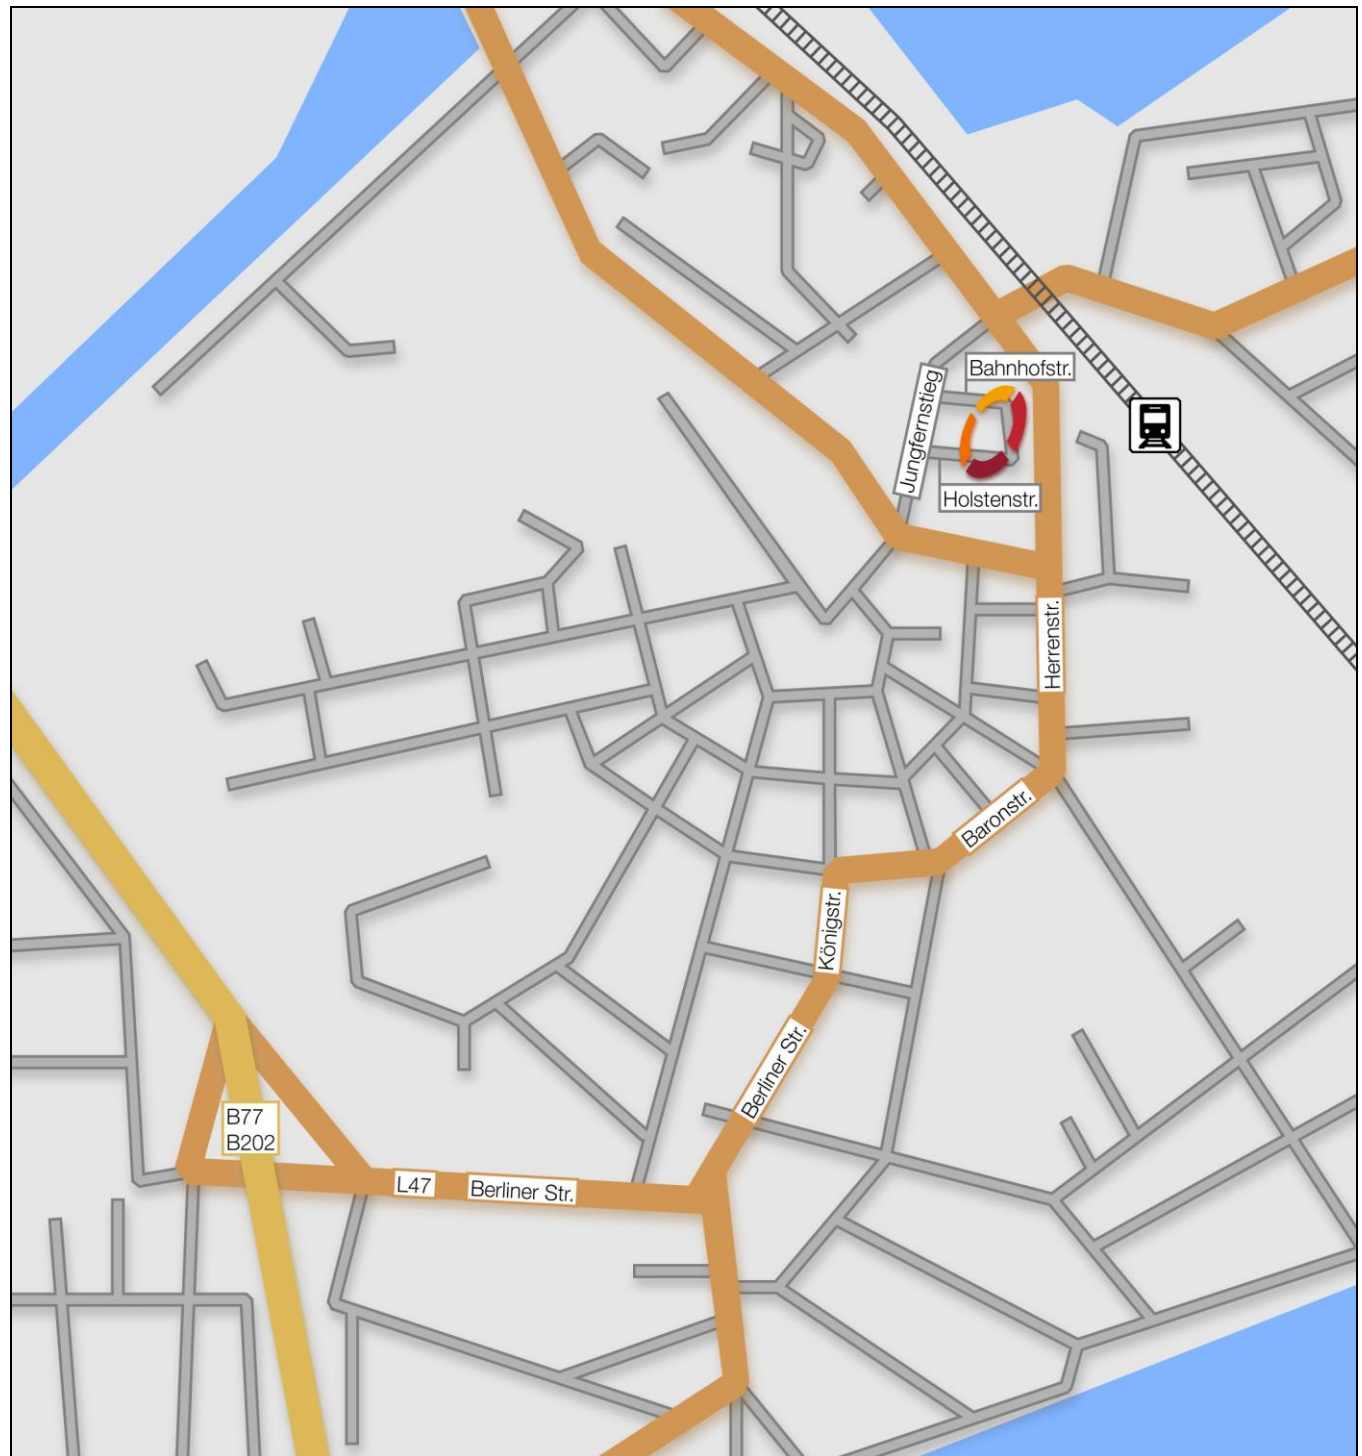 Bahnhofstr.
Jungfernstieg
Holstenstr.
Herrenstr.
Baronstr.
Königstr.
Berliner Str.
B77
B202
L47
Berliner Str.